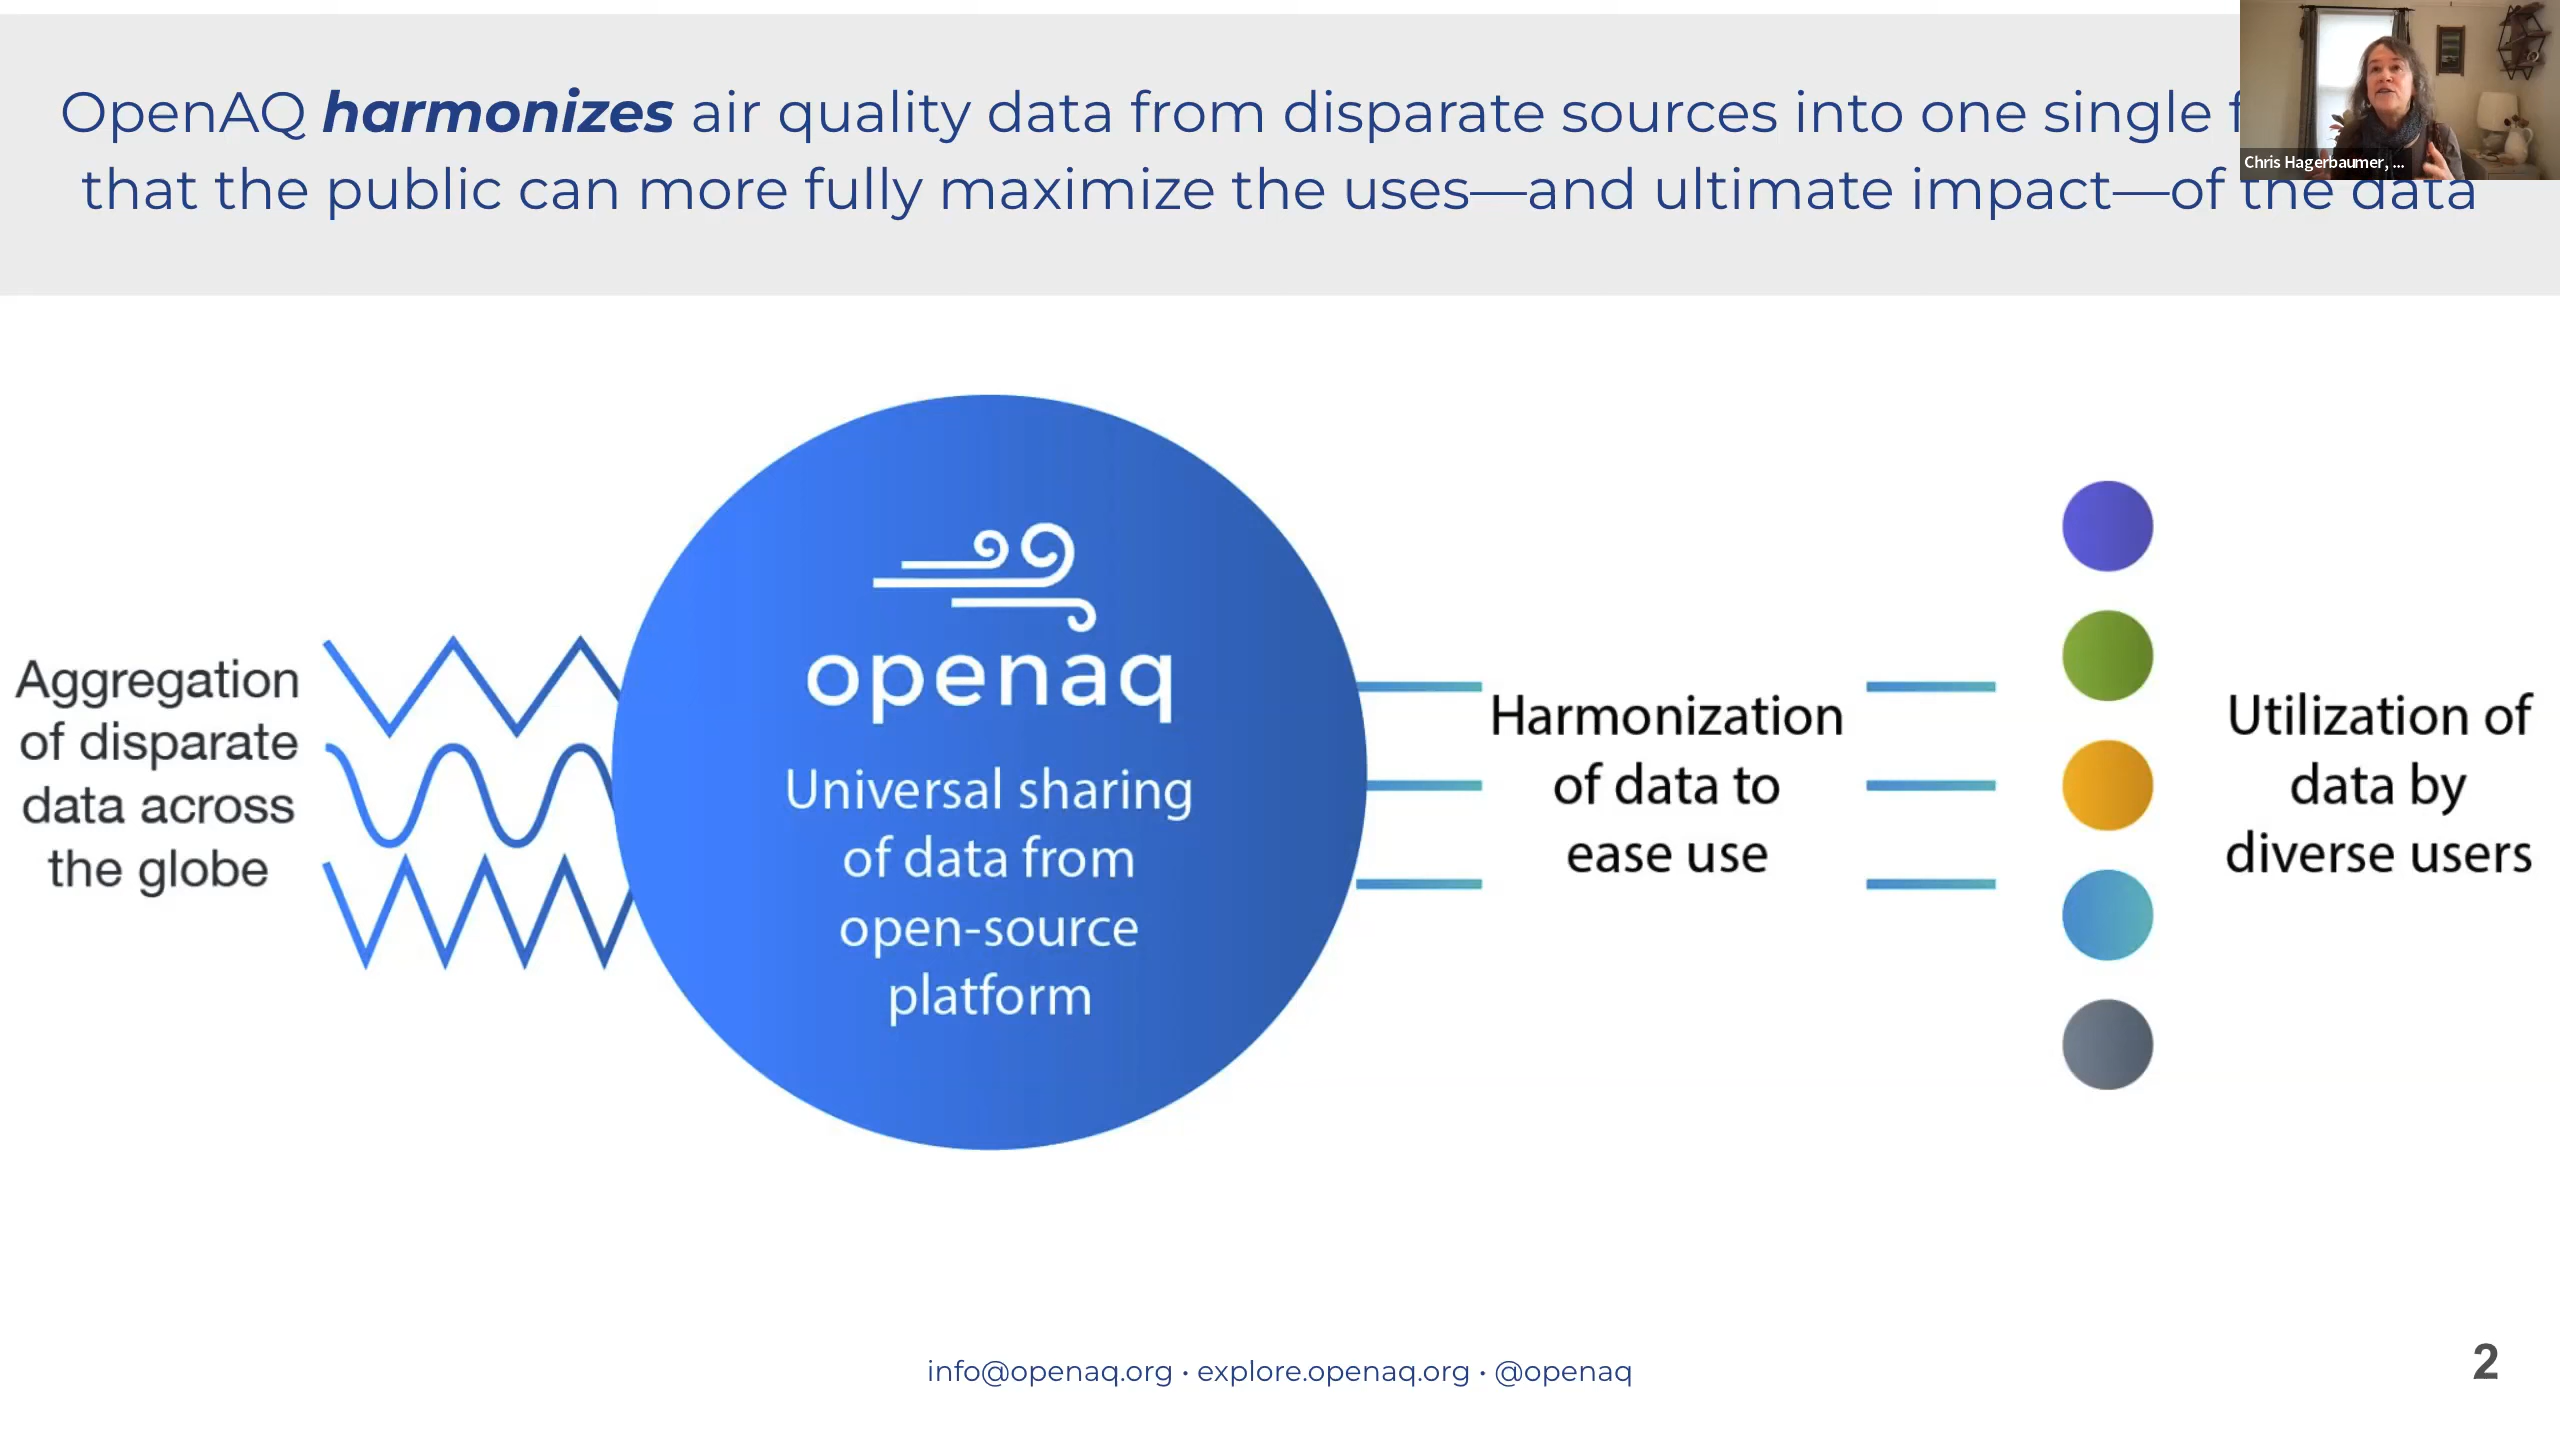 OpenAQ harmonizes air quality data from disparate sources into one single
that the public can more fully maximize the uses—and ultimate impact—of the data
Chris Hagerbaumer, ...
Aggregation
of disparate
data across
the globe
openaq
Universal sharing
of data from
open-source
platform
Harmonization
of data to
ease use
Utilization of
data by
diverse users
info@openaq.org • explore.openaq.org • @openaq
2